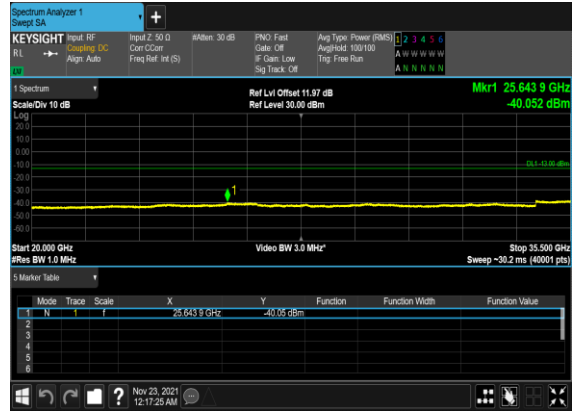 Spectrum Analyzer 1
Swept SA
KEYSIGHT Input: RF Input Z: 50 Ω #Atten: 30 dB PNO: Fast Avg Type: Power (RMS) 1 2 3 4 5 6
RL Coupling: DC Corr CCorr Gate: Off Avg|Hold: 100/100 A W W W W W
Align: Auto Freq Ref: Int (S) IF Gain: Low Trig: Free Run
Sig Track: Off A N N N N N
1 Spectrum Ref Lvl Offset 11.97 dB Mkr1 25.643 9 GHz
Scale/Div 10 dB Ref Level 30.00 dBm -40.052 dBm
Log
20.0
10.0
0.00
-10.0
DL1 -13.00 dBm
-20.0
-30.0
1
-40.0
-50.0
-60.0
Start 20.000 GHz Video BW 3.0 MHz* Stop 35.500 GHz
#Res BW 1.0 MHz Sweep ~30.2 ms (40001 pts)
5 Marker Table
Mode Trace Scale X Y Function Function Width Function Value
1 N 1 f 25.643 9 GHz -40.05 dBm
2
3
4
5
6
? Nov 23, 2021
12:17:25 AM